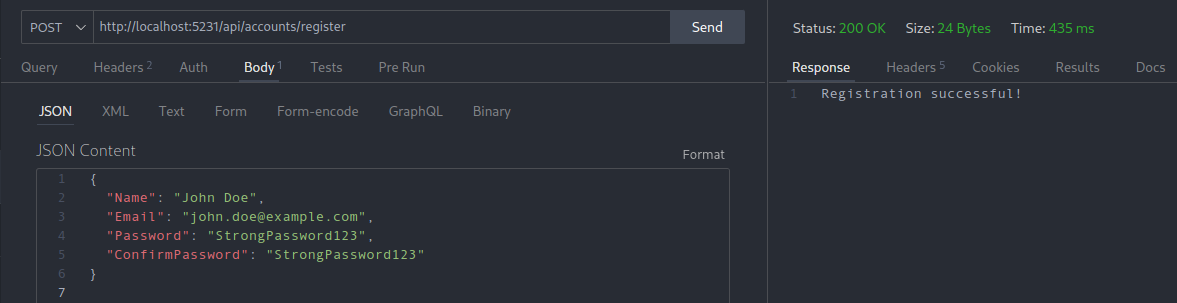 POST http://localhost:5231/api/accounts/register Send
Query Headers 2 Auth Body 1 Tests Pre Run
JSON XML Text Form Form-encode GraphQL Binary
JSON Content Format
1 {
2 "Name": "John Doe",
3 "Email": "john.doe@example.com",
4 "Password": "StrongPassword123",
5 "ConfirmPassword": "StrongPassword123"
6 }
7
Status: 200 OK Size: 24 Bytes Time: 435 ms
Response Headers 5 Cookies Results Docs
1 Registration successful!